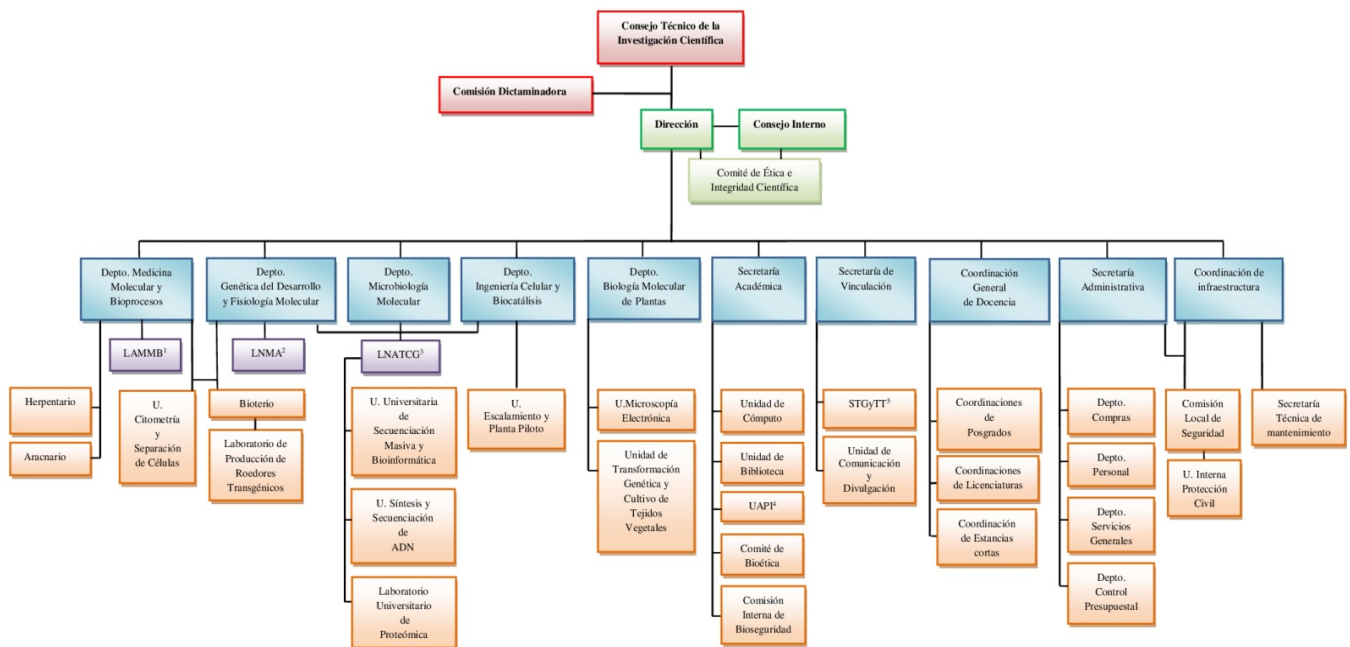 Consejo Técnico de la
Investigación Científica
Comisión Dictaminadora
Dirección
Consejo Interno
Comité de Ética e
Integridad Científica
Depto. Medicina
Molecular y
Bioprocesos
Depto.
Genética del Desarrollo
y Fisiología Molecular
Depto.
Microbiología
Molecular
Depto.
Ingeniería Celular y
Biocatálisis
Depto.
Biología Molecular
de Plantas
Secretaría
Académica
Secretaría de
Vinculación
Coordinación
General
de Docencia
Secretaría
Administrativa
Coordinación de
infraestructura
LAMMB¹
LNMA²
LNATCG³
Herpentario
Aracnario
U.
Citometría
y
Separación
de Células
Bioterio
Laboratorio de
Producción de
Roedores
Transgénicos
U. Universitaria
de
Secuenciación
Masiva y
Bioinformática
U. Síntesis y
Secuenciación
de
ADN
Laboratorio
Universitario
de
Proteómica
U.
Escalamiento y
Planta Piloto
U.Microscopía
Electrónica
Unidad de
Transformación
Genética y
Cultivo de
Tejidos
Vegetales
Unidad de
Cómputo
Unidad de
Biblioteca
UAPI⁴
Comité de
Bioética
Comisión
Interna de
Bioseguridad
STGyTT⁵
Unidad de
Comunicación
y
Divulgación
Coordinaciones
de
Posgrados
Coordinaciones
de Licenciaturas
Coordinación
de Estancias
cortas
Depto.
Compras
Depto.
Personal
Depto.
Servicios
Generales
Depto.
Control
Presupuestal
Comisión
Local de
Seguridad
U. Interna
Protección
Civil
Secretaría
Técnica de
mantenimiento